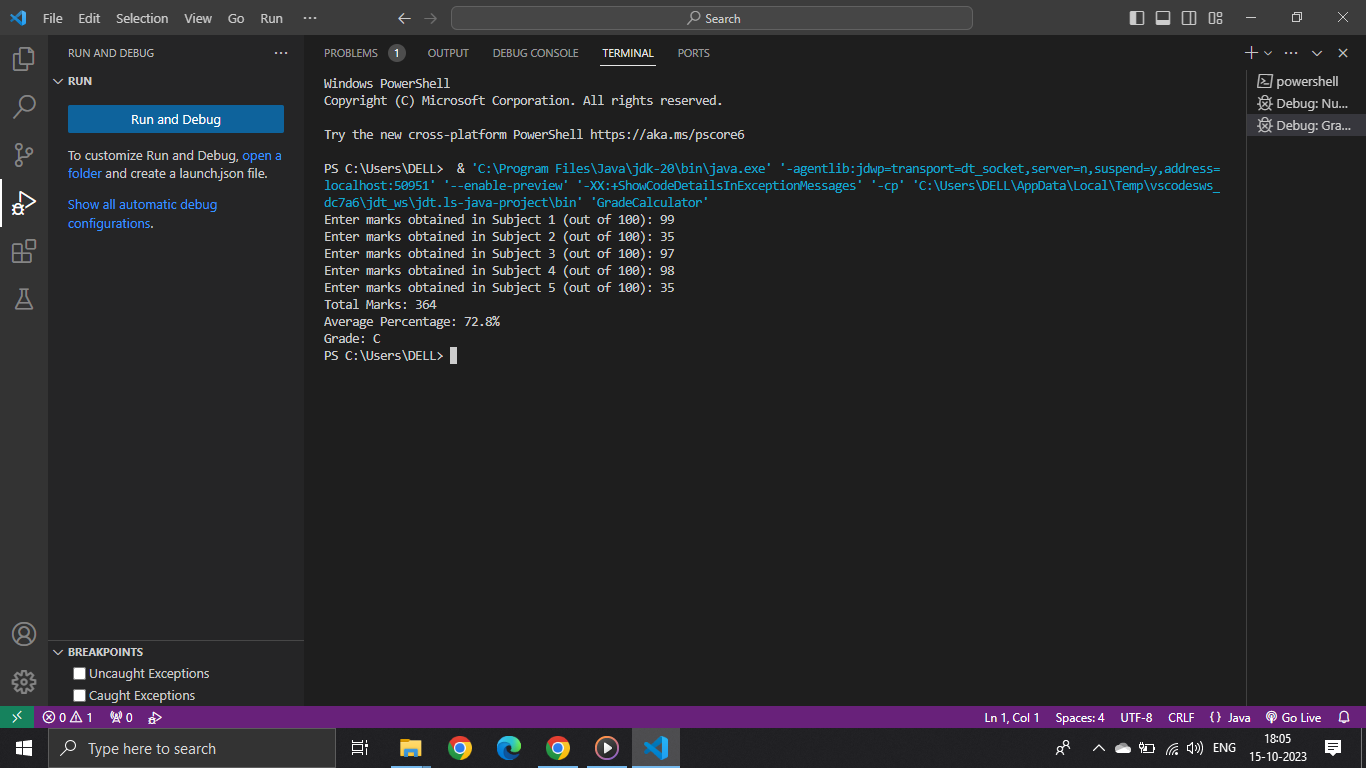 File Edit Selection View Go Run ···
Search
RUN AND DEBUG ···
RUN
Run and Debug
To customize Run and Debug, open a
folder and create a launch.json file.
Show all automatic debug
configurations.
BREAKPOINTS
Uncaught Exceptions
Caught Exceptions
PROBLEMS 1 OUTPUT DEBUG CONSOLE TERMINAL PORTS
Windows PowerShell
Copyright (C) Microsoft Corporation. All rights reserved.
Try the new cross-platform PowerShell https://aka.ms/pscore6
PS C:\Users\DELL>  & 'C:\Program Files\Java\jdk-20\bin\java.exe' '-agentlib:jdwp=transport=dt_socket,server=n,suspend=y,address=
localhost:50951' '--enable-preview' '-XX:+ShowCodeDetailsInExceptionMessages' '-cp' 'C:\Users\DELL\AppData\Local\Temp\vscodesws_
dc7a6\jdt_ws\jdt.ls-java-project\bin' 'GradeCalculator'
Enter marks obtained in Subject 1 (out of 100): 99
Enter marks obtained in Subject 2 (out of 100): 35
Enter marks obtained in Subject 3 (out of 100): 97
Enter marks obtained in Subject 4 (out of 100): 98
Enter marks obtained in Subject 5 (out of 100): 35
Total Marks: 364
Average Percentage: 72.8%
Grade: C
PS C:\Users\DELL>
powershell
Debug: Nu...
Debug: Gra...
0 1 0
Ln 1, Col 1 Spaces: 4 UTF-8 CRLF {} Java Go Live
Type here to search
ENG
18:05
15-10-2023